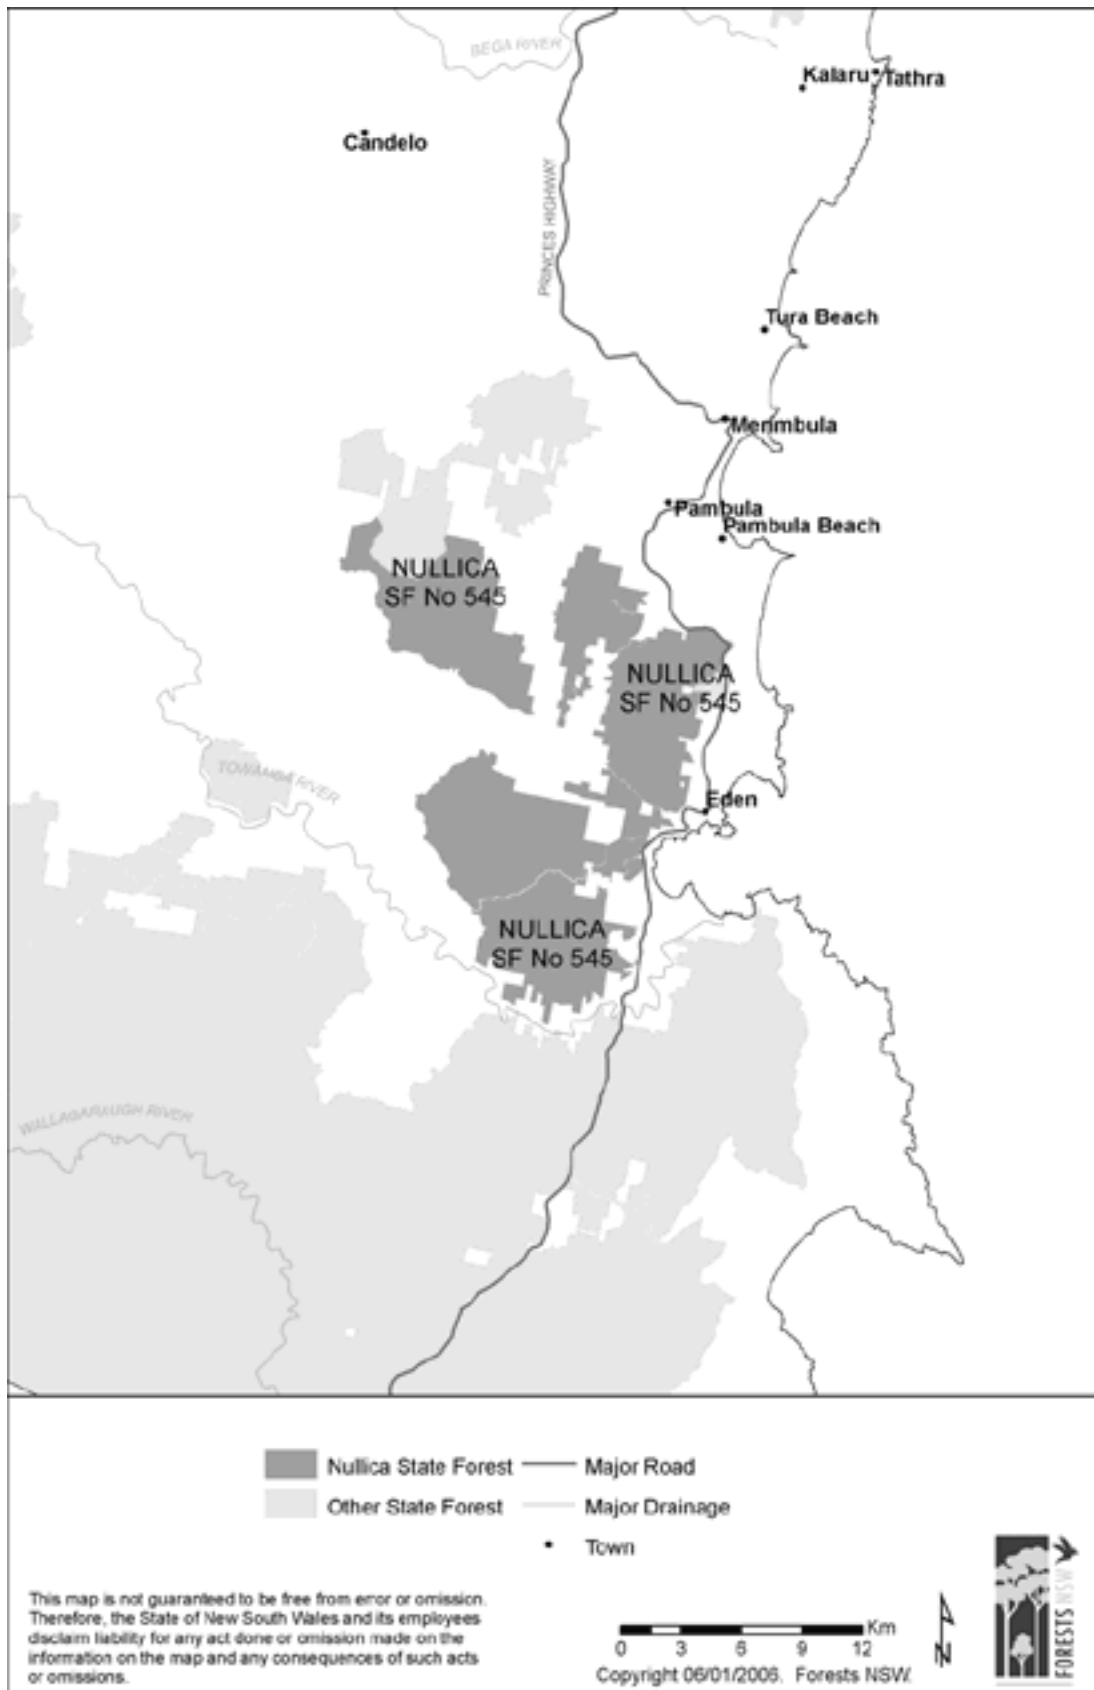 BEGA RIVER
Kalaru
Tathra
Candelo
PRINCES HIGHWAY
Tura Beach
Merimbula
Pambula
Pambula Beach
NULLICA
SF No 545
NULLICA
SF No 545
TOWAMBA RIVER
Eden
NULLICA
SF No 545
WALLAGARAUGH RIVER
Nullica State Forest
Major Road
Other State Forest
Major Drainage
Town
This map is not guaranteed to be free from error or omission.
Therefore, the State of New South Wales and its employees
disclaim liability for any act done or omission made on the
information on the map and any consequences of such acts
or omissions.
0 3 6 9 12 Km
Copyright 06/01/2006. Forests NSW.
N
FORESTS NSW